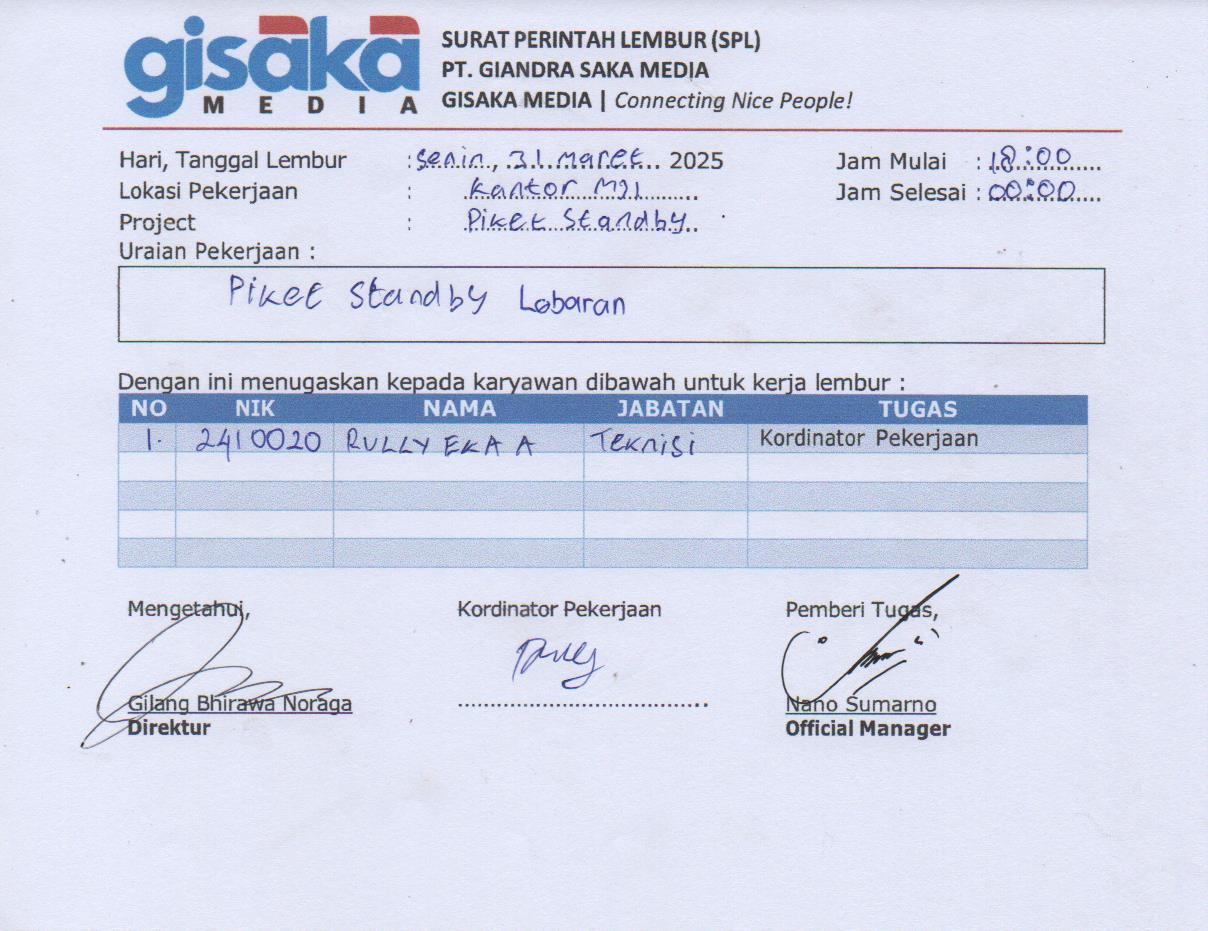 gisaka
MEDIA
SURAT PERINTAH LEMBUR (SPL)
PT. GIANDRA SAKA MEDIA
GISAKA MEDIA | Connecting Nice People!
Hari, Tanggal Lembur : Senin, 31 Maret 2025 Jam Mulai : 18:00
Lokasi Pekerjaan : Kantor M21 Jam Selesai : 00:00
Project : Piket Standby
Uraian Pekerjaan :
Piket Standby Lebaran
Dengan ini menugaskan kepada karyawan dibawah untuk kerja lembur :
NO NIK NAMA JABATAN TUGAS
1. 2410020 RULLY EKA A Teknisi Kordinator Pekerjaan
Mengetahui, Kordinator Pekerjaan Pemberi Tugas,
Gilang Bhirawa Noraga Nano Sumarno
Direktur Official Manager